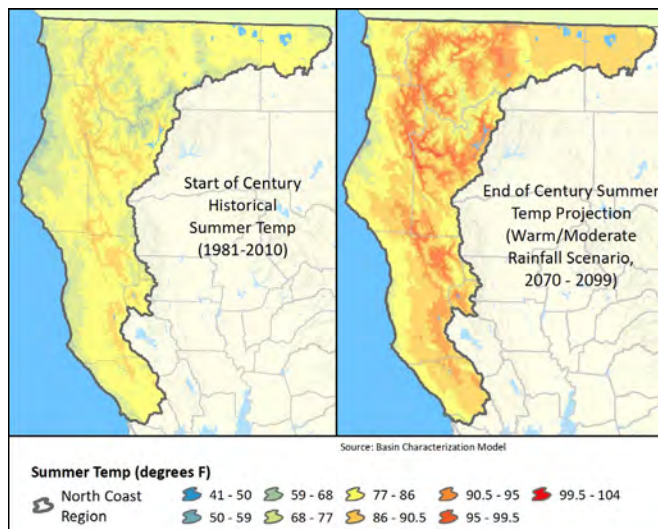 Start of Century
Historical
Summer Temp
(1981-2010)
End of Century Summer
Temp Projection
(Warm/Moderate
Rainfall Scenario,
2070 - 2099)
Source: Basin Characterization Model
Summer Temp (degrees F)
North Coast
Region
41 - 50
50 - 59
59 - 68
68 - 77
77 - 86
86 - 90.5
90.5 - 95
95 - 99.5
99.5 - 104